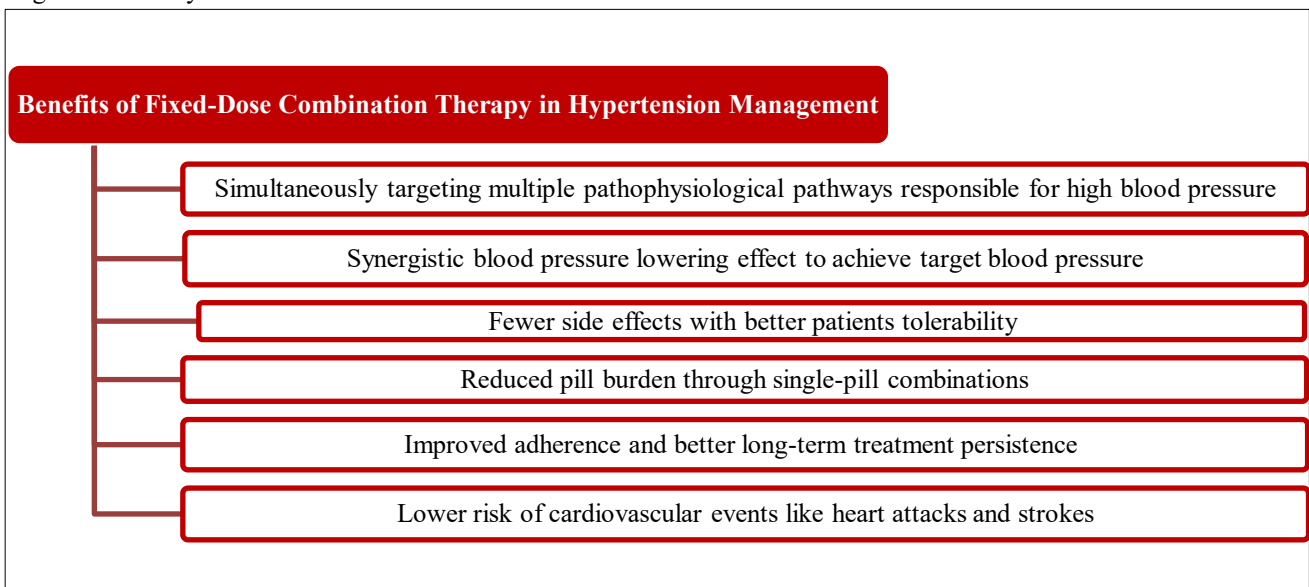 Benefits of Fixed-Dose Combination Therapy in Hypertension Management
Simultaneously targeting multiple pathophysiological pathways responsible for high blood pressure
Synergistic blood pressure lowering effect to achieve target blood pressure
Fewer side effects with better patients tolerability
Reduced pill burden through single-pill combinations
Improved adherence and better long-term treatment persistence
Lower risk of cardiovascular events like heart attacks and strokes